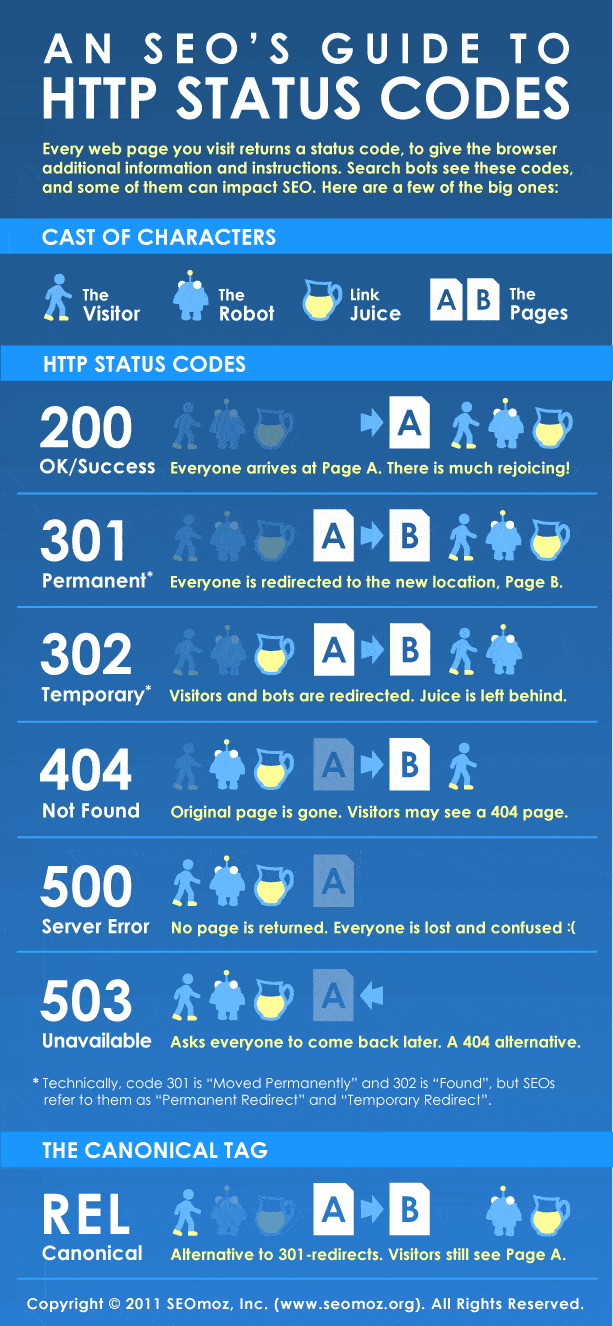 AN SEO'S GUIDE TO
HTTP STATUS CODES
Every web page you visit returns a status code, to give the browser
additional information and instructions. Search bots see these codes,
and some of them can impact SEO. Here are a few of the big ones:
CAST OF CHARACTERS
The
Visitor
The
Robot
Link
Juice
A B
The
Pages
HTTP STATUS CODES
200
A
OK/Success
Everyone arrives at Page A. There is much rejoicing!
301
A B
Permanent*
Everyone is redirected to the new location, Page B.
302
A B
Temporary*
Visitors and bots are redirected. Juice is left behind.
404
A B
Not Found
Original page is gone. Visitors may see a 404 page.
500
A
Server Error
No page is returned. Everyone is lost and confused :(
503
A
Unavailable
Asks everyone to come back later. A 404 alternative.
* Technically, code 301 is "Moved Permanently" and 302 is "Found", but SEOs
refer to them as "Permanent Redirect" and "Temporary Redirect".
THE CANONICAL TAG
REL
A B
Canonical
Alternative to 301-redirects. Visitors still see Page A.
Copyright © 2011 SEOmoz, Inc. (www.seomoz.org). All Rights Reserved.